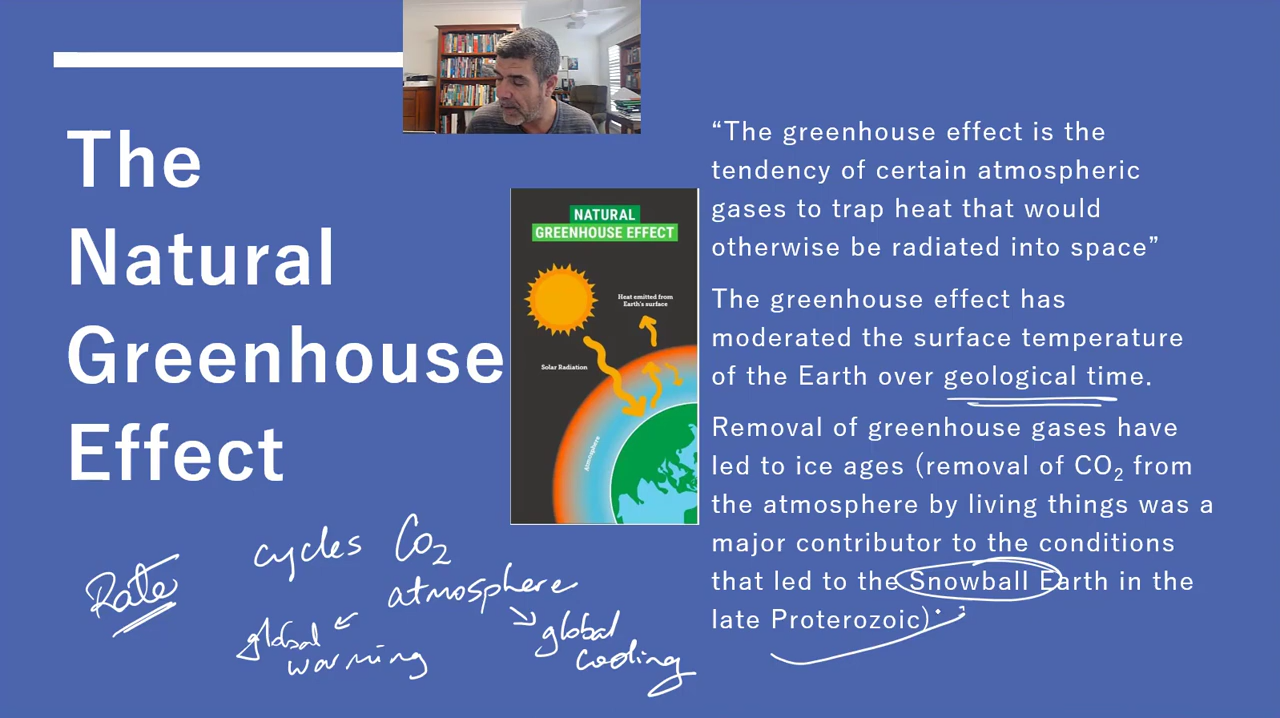 The
Natural
Greenhouse
Effect
NATURAL
GREENHOUSE EFFECT
Heat emitted from
Earth's surface
Solar Radiation
Atmosphere
“The greenhouse effect is the
tendency of certain atmospheric
gases to trap heat that would
otherwise be radiated into space”
The greenhouse effect has
moderated the surface temperature
of the Earth over geological time.
Removal of greenhouse gases have
led to ice ages (removal of CO₂ from
the atmosphere by living things was a
major contributor to the conditions
that led to the Snowball Earth in the
late Proterozoic).
Rate
cycles CO₂
atmosphere
global
warming
global
cooling